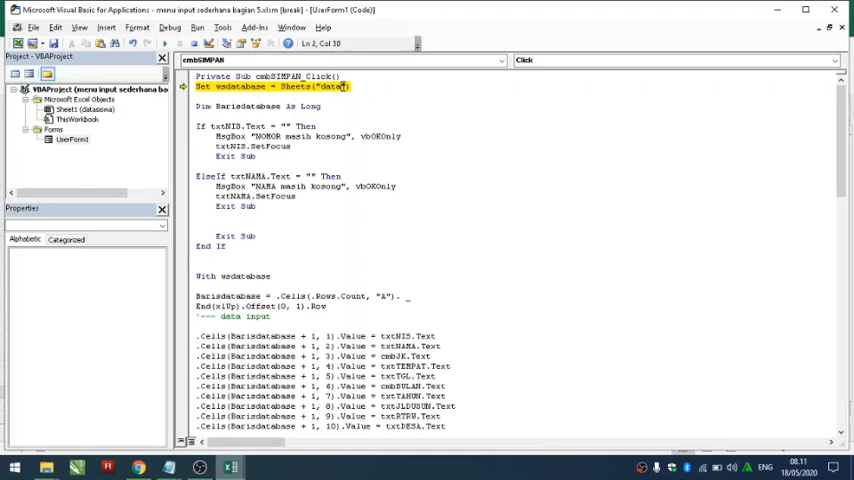 Microsoft Visual Basic for Applications - menu input sederhana bagian 5.xlsm [break] - [UserForm1 (Code)]
File Edit View Insert Format Debug Run Tools Add-Ins Window Help
Ln 2, Col 30
Project - VBAProject
cmbSIMPAN
Click
VBAProject (menu input sederhana
Microsoft Excel Objects
Sheet1 (datasiswa)
ThisWorkbook
Forms
UserForm1
Properties
Alphabetic Categorized
Private Sub cmbSIMPAN_Click()
Set wsdatabase = Sheets("data")
Dim Barisdatabase As Long
If txtNIS.Text = "" Then
MsgBox "NOMOR masih kosong", vbOKOnly
txtNIS.SetFocus
Exit Sub
ElseIf txtNAMA.Text = "" Then
MsgBox "NAMA masih kosong", vbOKOnly
txtNAMA.SetFocus
Exit Sub
Exit Sub
End If
With wsdatabase
Barisdatabase = .Cells(.Rows.Count, "A"). _
End(xlUp).Offset(0, 1).Row
'--- data input
.Cells(Barisdatabase + 1, 1).Value = txtNIS.Text
.Cells(Barisdatabase + 1, 2).Value = txtNAMA.Text
.Cells(Barisdatabase + 1, 3).Value = cmbJK.Text
.Cells(Barisdatabase + 1, 4).Value = txtTEMPAT.Text
.Cells(Barisdatabase + 1, 5).Value = txtTGL.Text
.Cells(Barisdatabase + 1, 6).Value = cmbBULAN.Text
.Cells(Barisdatabase + 1, 7).Value = txtTAHUN.Text
.Cells(Barisdatabase + 1, 8).Value = txtJLDUSUN.Text
.Cells(Barisdatabase + 1, 9).Value = txtRTRW.Text
.Cells(Barisdatabase + 1, 10).Value = txtDESA.Text
ENG
08.11
18/05/2020